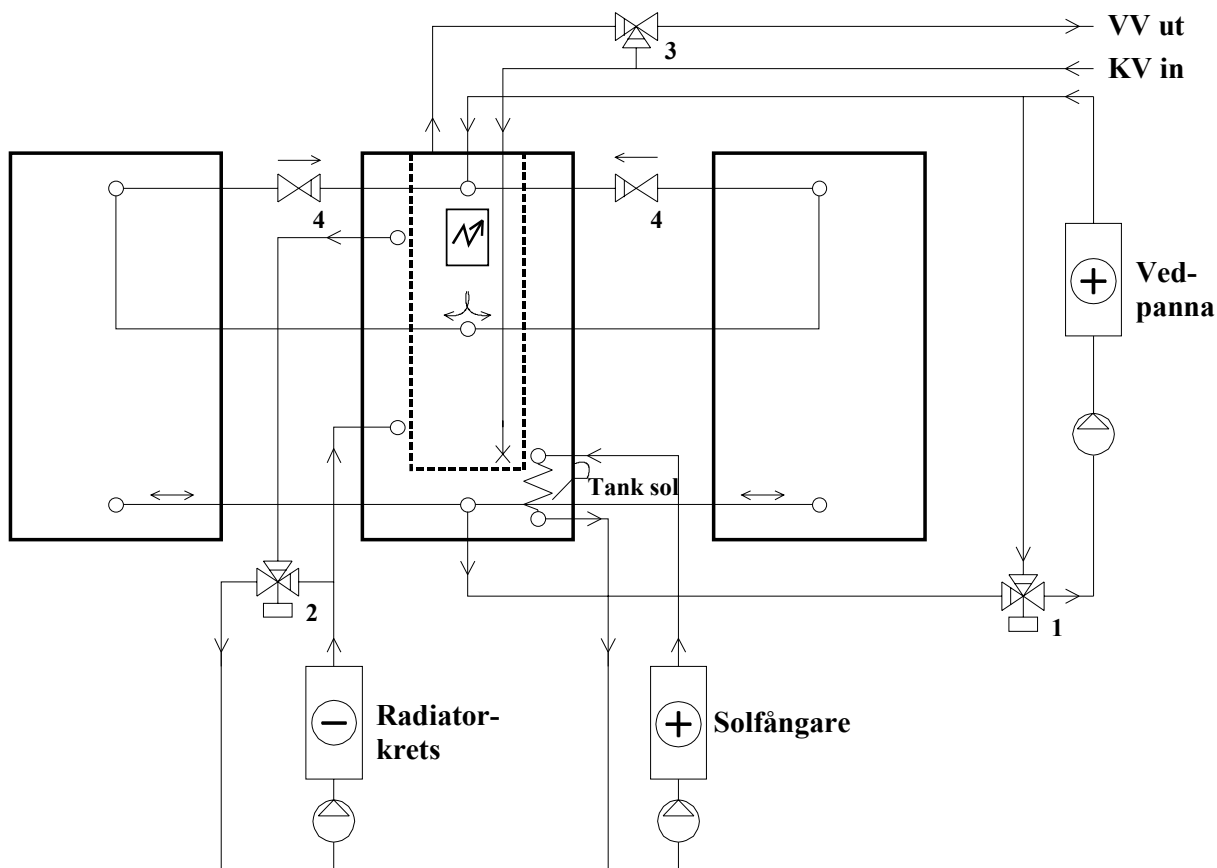 VV ut
3
KV in
4
4
Ved-
panna
Tank sol
2
1
Radiator-
krets
Solfångare